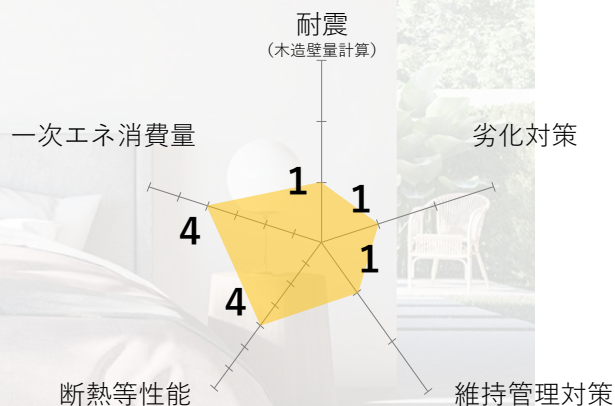 耐震
(木造壁量計算)
一次エネ消費量
劣化対策
1
1
4
1
4
断熱等性能
維持管理対策